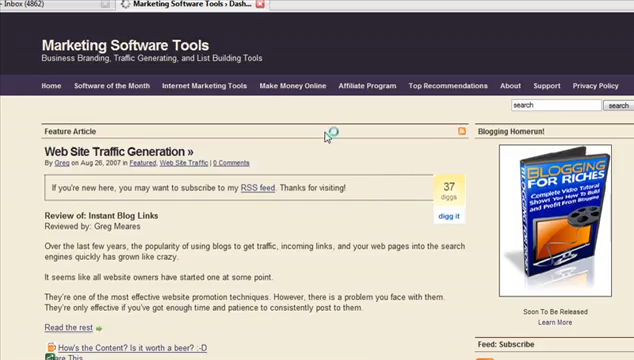 Inbox (4862)
Marketing Software Tools › Dash...
Marketing Software Tools
Business Branding, Traffic Generating, and List Building Tools
Home Software of the Month Internet Marketing Tools Make Money Online Affiliate Program Top Recommendations About Support Privacy Policy
search search
Feature Article
Web Site Traffic Generation »
By Greg on Aug 26, 2007 in Featured, Web Site Traffic | 0 Comments
If you're new here, you may want to subscribe to my RSS feed. Thanks for visiting!
37
diggs
digg it
Review of: Instant Blog Links
Reviewed by: Greg Meares
Over the last few years, the popularity of using blogs to get traffic, incoming links, and your web pages into the search
engines quickly has grown like crazy.
It seems like all website owners have started one at some point.
They're one of the most effective website promotion techniques. However, there is a problem you face with them.
They're only effective if you've got enough time and patience to consistently post to them.
Read the rest
How's the Content? Is it worth a beer? :-D
are This
Blogging Homerun!
BLOGGING
FOR RICHES
Complete Video Tutorial
Shows You How To Build
and Profit From Blogging
Soon To Be Released
Learn More
Feed: Subscribe